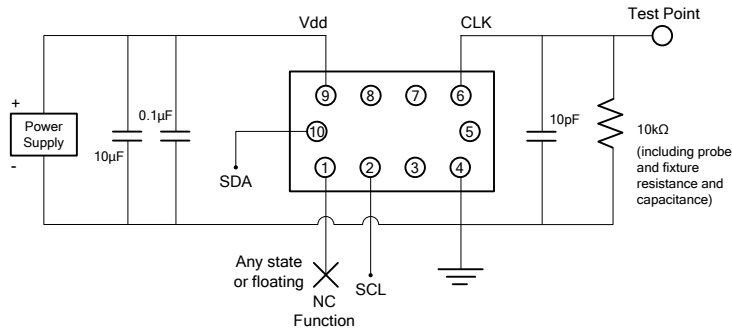 Test Point
Vdd
CLK
+
Power
Supply
-
10µF
0.1µF
9
8
7
6
10
5
1
2
3
4
SDA
10pF
10kΩ
(including probe
and fixture
resistance and
capacitance)
Any state
or floating
NC
Function
SCL